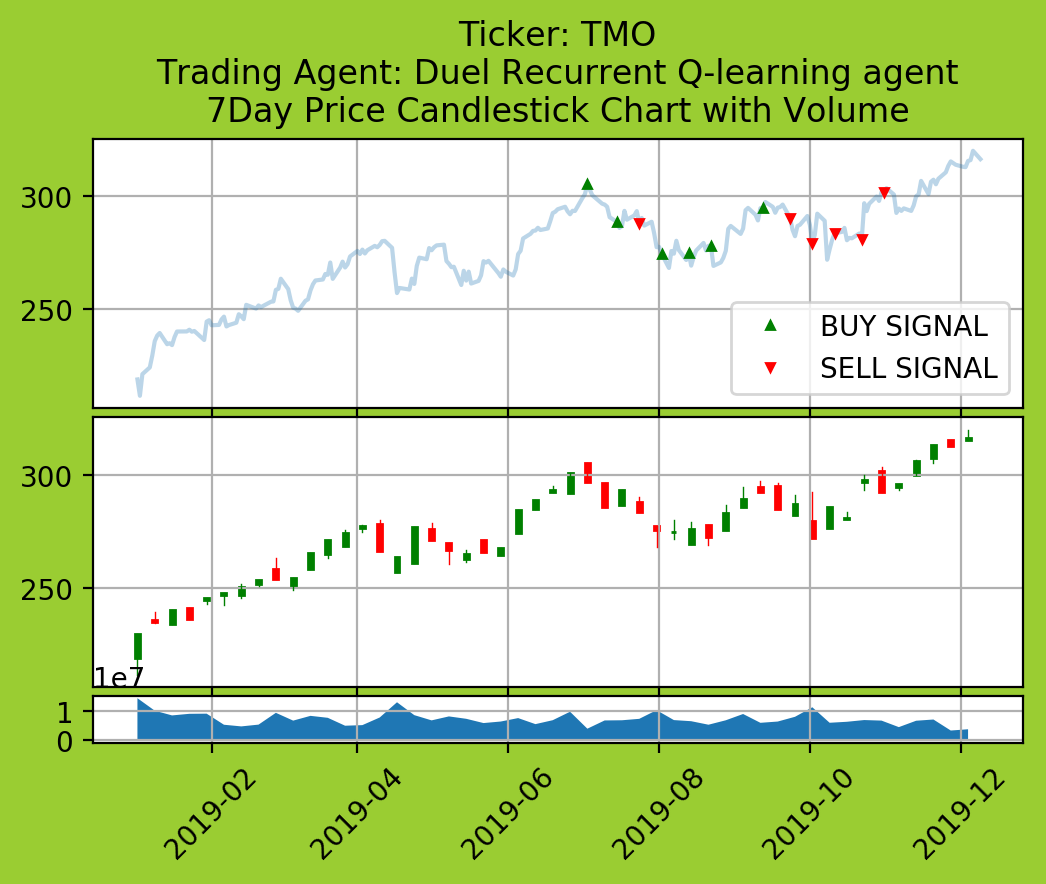 Ticker: TMO
Trading Agent: Duel Recurrent Q-learning agent
7Day Price Candlestick Chart with Volume
300
250
BUY SIGNAL
SELL SIGNAL
300
250
1e7
1
0
2019-02
2019-04
2019-06
2019-08
2019-10
2019-12